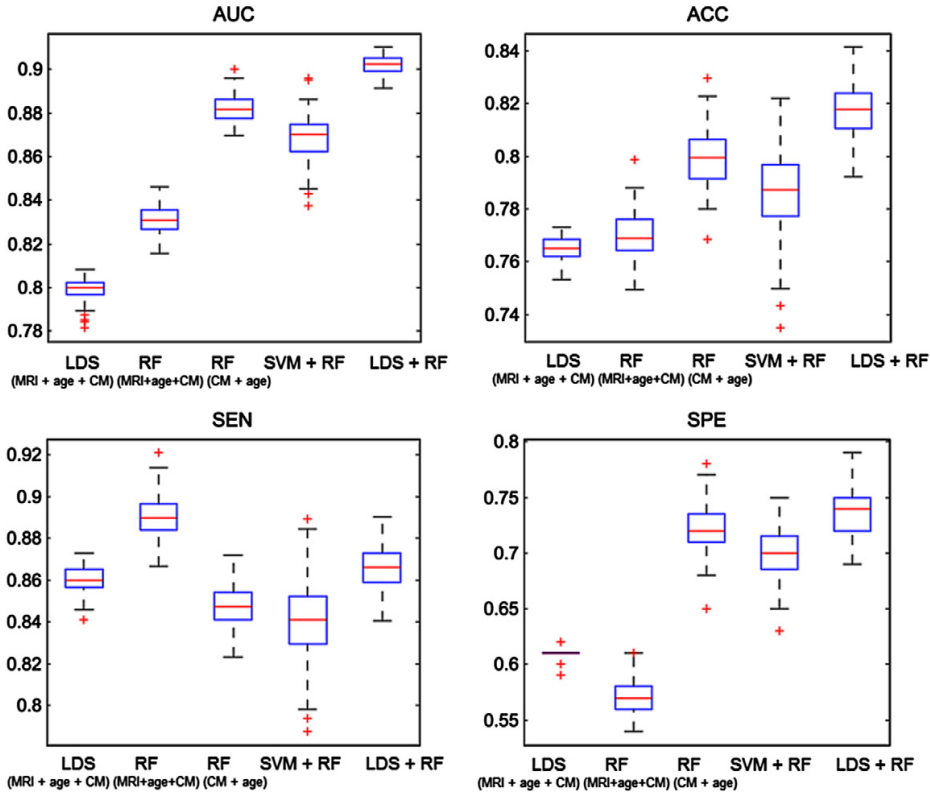 AUC
0.9
0.88
0.86
0.84
0.82
0.8
0.78
LDS RF RF SVM + RF LDS + RF
(MRI + age + CM) (MRI+age+CM) (CM + age)
ACC
0.84
0.82
0.8
0.78
0.76
0.74
LDS RF RF SVM + RF LDS + RF
(MRI + age + CM) (MRI+age+CM) (CM + age)
SEN
0.92
0.9
0.88
0.86
0.84
0.82
0.8
LDS RF RF SVM + RF LDS + RF
(MRI + age + CM) (MRI+age+CM) (CM + age)
SPE
0.8
0.75
0.7
0.65
0.6
0.55
LDS RF RF SVM + RF LDS + RF
(MRI + age + CM) (MRI+age+CM) (CM + age)